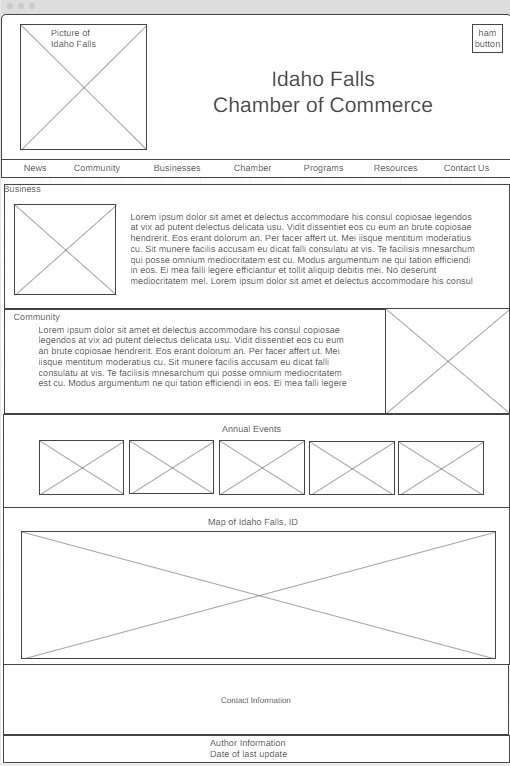 Picture of
Idaho Falls
ham
button
Idaho Falls
Chamber of Commerce
News Community Businesses Chamber Programs Resources Contact Us
Business
Lorem ipsum dolor sit amet et delectus accommodare his consul copiosae legendos
at vix ad putent delectus delicata usu. Vidit dissentiet eos cu eum an brute copiosae
hendrerit. Eos erant dolorum an. Per facer affert ut. Mei iisque mentitum moderatius
cu. Sit munere facilis accusam eu dicat falli consulatu at vis. Te facilisis mnesarchum
qui posse omnium mediocritatem est cu. Modus argumentum ne qui tation efficiendi
in eos. Ei mea falli legere efficiantur et tollit aliquip debitis mei. No deserunt
mediocritatem mel. Lorem ipsum dolor sit amet et delectus accommodare his consul
Community
Lorem ipsum dolor sit amet et delectus accommodare his consul copiosae
legendos at vix ad putent delectus delicata usu. Vidit dissentiet eos cu eum
an brute copiosae hendrerit. Eos erant dolorum an. Per facer affert ut. Mei
iisque mentitum moderatius cu. Sit munere facilis accusam eu dicat falli
consulatu at vis. Te facilisis mnesarchum qui posse omnium mediocritatem
est cu. Modus argumentum ne qui tation efficiendi in eos. Ei mea falli legere
Annual Events
Map of Idaho Falls, ID
Contact Information
Author Information
Date of last update